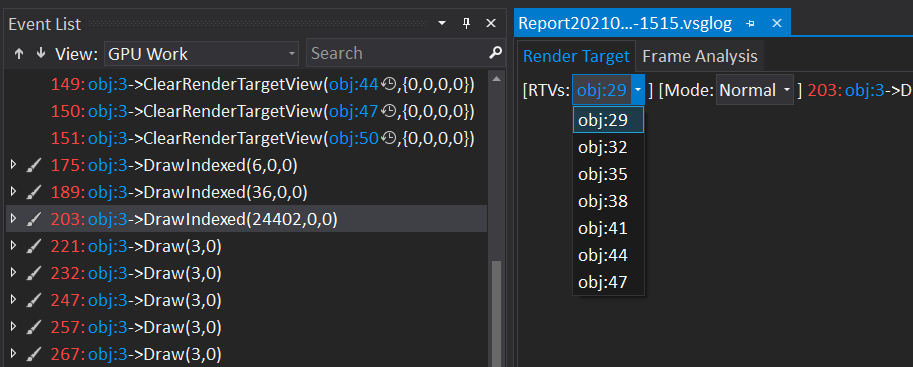 Event List
View: GPU Work Search
149: obj:3->ClearRenderTargetView(obj:44,{0,0,0,0})
150: obj:3->ClearRenderTargetView(obj:47,{0,0,0,0})
151: obj:3->ClearRenderTargetView(obj:50,{0,0,0,0})
175: obj:3->DrawIndexed(6,0,0)
189: obj:3->DrawIndexed(36,0,0)
203: obj:3->DrawIndexed(24402,0,0)
221: obj:3->Draw(3,0)
232: obj:3->Draw(3,0)
247: obj:3->Draw(3,0)
257: obj:3->Draw(3,0)
267: obj:3->Draw(3,0)
Report20210...-1515.vsglog
Render Target Frame Analysis
[RTVs: obj:29 ] [Mode: Normal ] 203: obj:3->D
obj:29
obj:32
obj:35
obj:38
obj:41
obj:44
obj:47